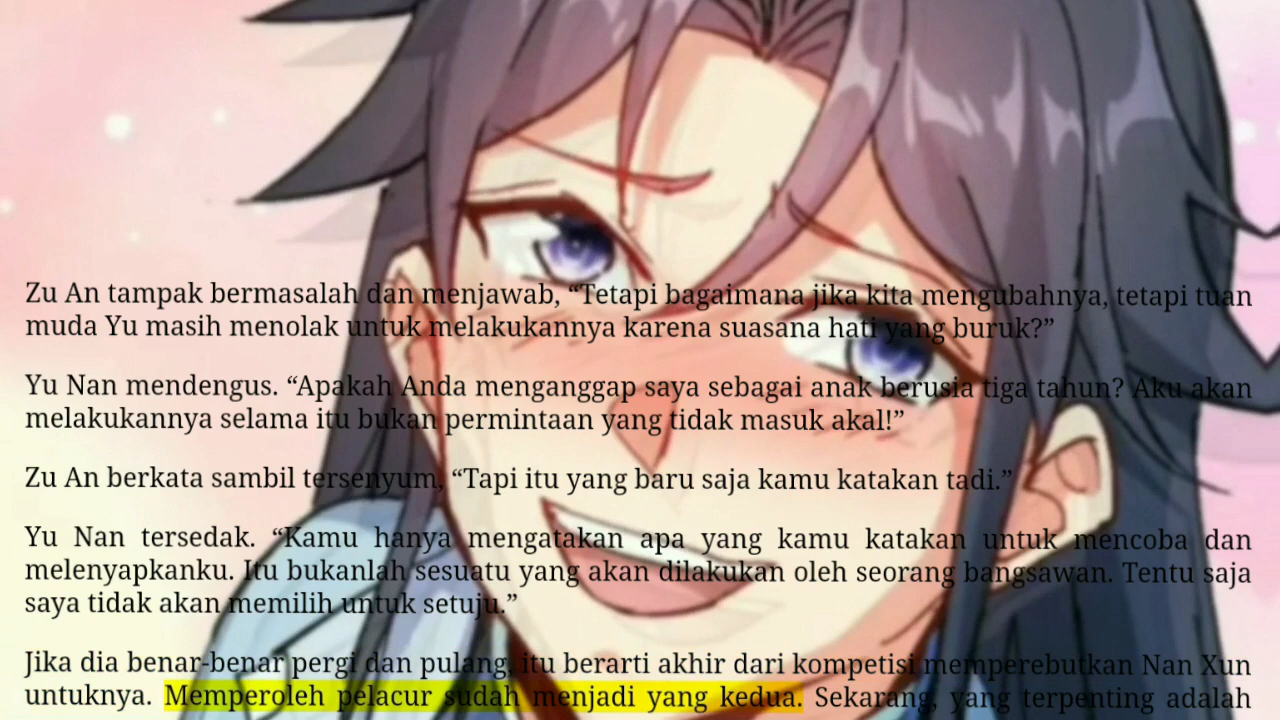 Zu An tampak bermasalah dan menjawab, “Tetapi bagaimana jika kita mengubahnya, tetapi tuan
muda Yu masih menolak untuk melakukannya karena suasana hati yang buruk?”
Yu Nan mendengus. “Apakah Anda menganggap saya sebagai anak berusia tiga tahun? Aku akan
melakukannya selama itu bukan permintaan yang tidak masuk akal!”
Zu An berkata sambil tersenyum, “Tapi itu yang baru saja kamu katakan tadi.”
Yu Nan tersedak. “Kamu hanya mengatakan apa yang kamu katakan untuk mencoba dan
melenyapkanku. Itu bukanlah sesuatu yang akan dilakukan oleh seorang bangsawan. Tentu saja
saya tidak akan memilih untuk setuju.”
Jika dia benar-benar pergi dan pulang, itu berarti akhir dari kompetisi memperebutkan Nan Xun
untuknya. Memperoleh pelacur sudah menjadi yang kedua. Sekarang, yang terpenting adalah